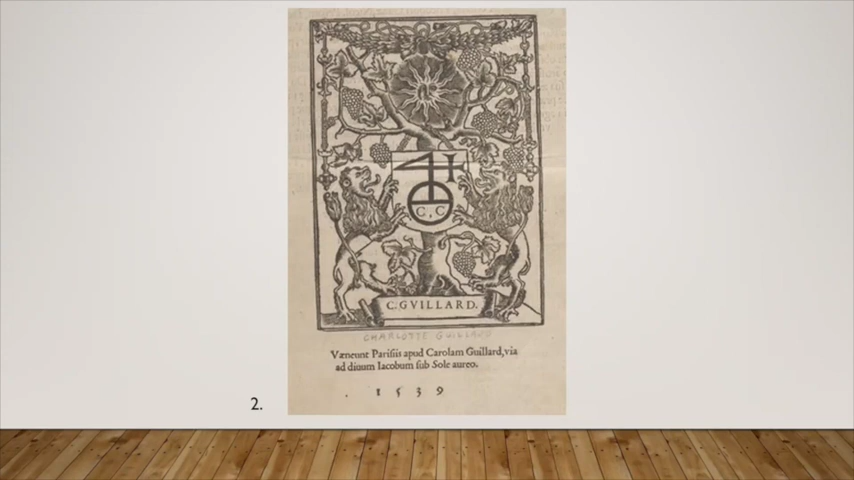 C, C
C. GVILLARD.
CHARLOTTE GUILLARD
Væneunt Parisiis apud Carolam Guillard, via
ad diuum Iacobum sub Sole aureo.
1539
2.